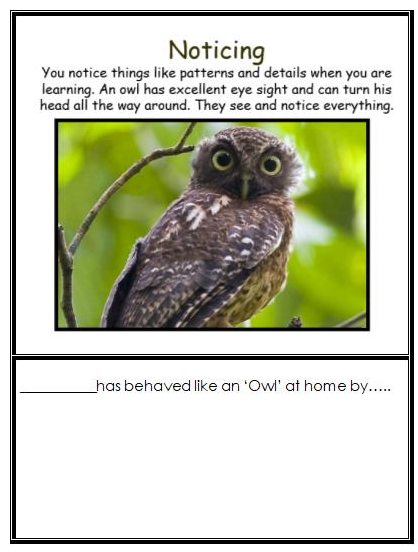 Noticing
You notice things like patterns and details when you are
learning. An owl has excellent eye sight and can turn his
head all the way around. They see and notice everything.
__________has behaved like an ‘Owl’ at home by…..